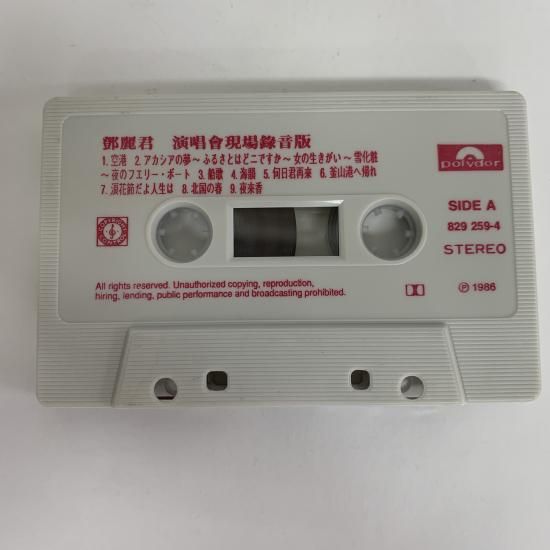 鄧麗君 演唱會現場錄音版
1. 空港 2. アカシアの夢～ふるさとはどこですか～女の生きがい～雪化粧
～夜のフエリー・ボート 3. 船歌 4. 海韻 5. 何日君再來 6. 釜山港へ帰れ
7. 浪花節だよ人生は 8. 北国の春 9. 夜來香
polydor
SIDE A
829 259-4
STEREO
All rights reserved. Unauthorized copying, reproduction,
hiring, lending, public performance and broadcasting prohibited.
Ⓟ 1986